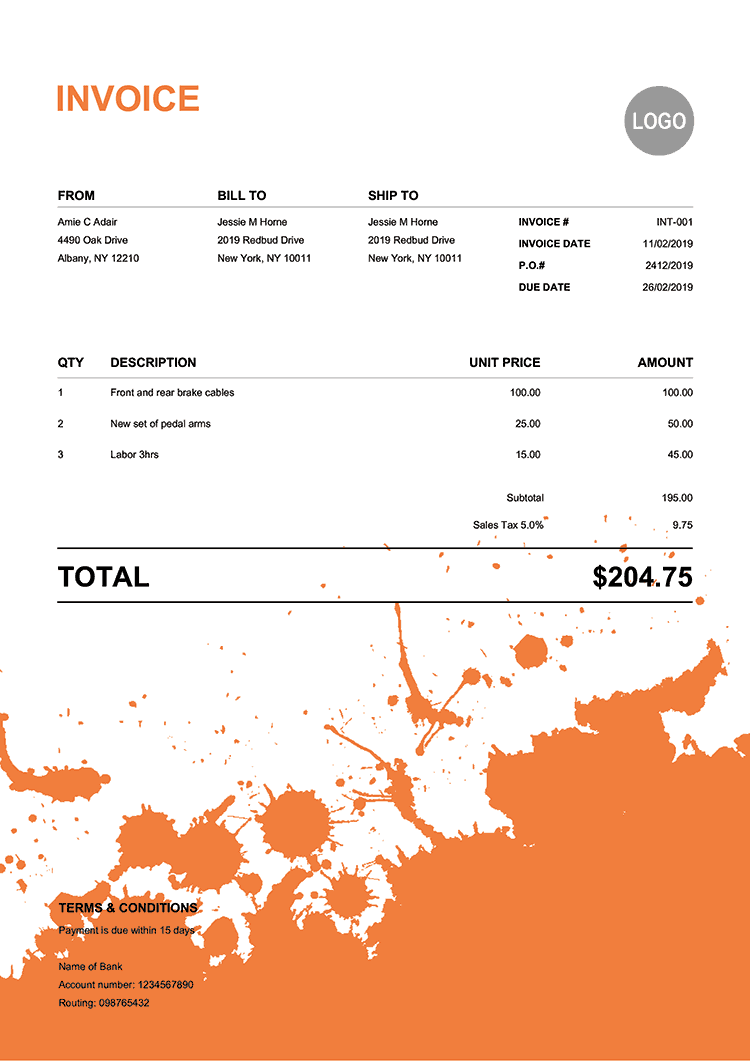 INVOICE
LOGO
FROM BILL TO SHIP TO
Amie C Adair Jessie M Horne Jessie M Horne INVOICE # INT-001
4490 Oak Drive 2019 Redbud Drive 2019 Redbud Drive INVOICE DATE 11/02/2019
Albany, NY 12210 New York, NY 10011 New York, NY 10011 P.O.# 2412/2019
DUE DATE 26/02/2019
QTY DESCRIPTION UNIT PRICE AMOUNT
1 Front and rear brake cables 100.00 100.00
2 New set of pedal arms 25.00 50.00
3 Labor 3hrs 15.00 45.00
Subtotal 195.00
Sales Tax 5.0% 9.75
TOTAL $204.75
TERMS & CONDITIONS
Payment is due within 15 days
Name of Bank
Account number: 1234567890
Routing: 098765432